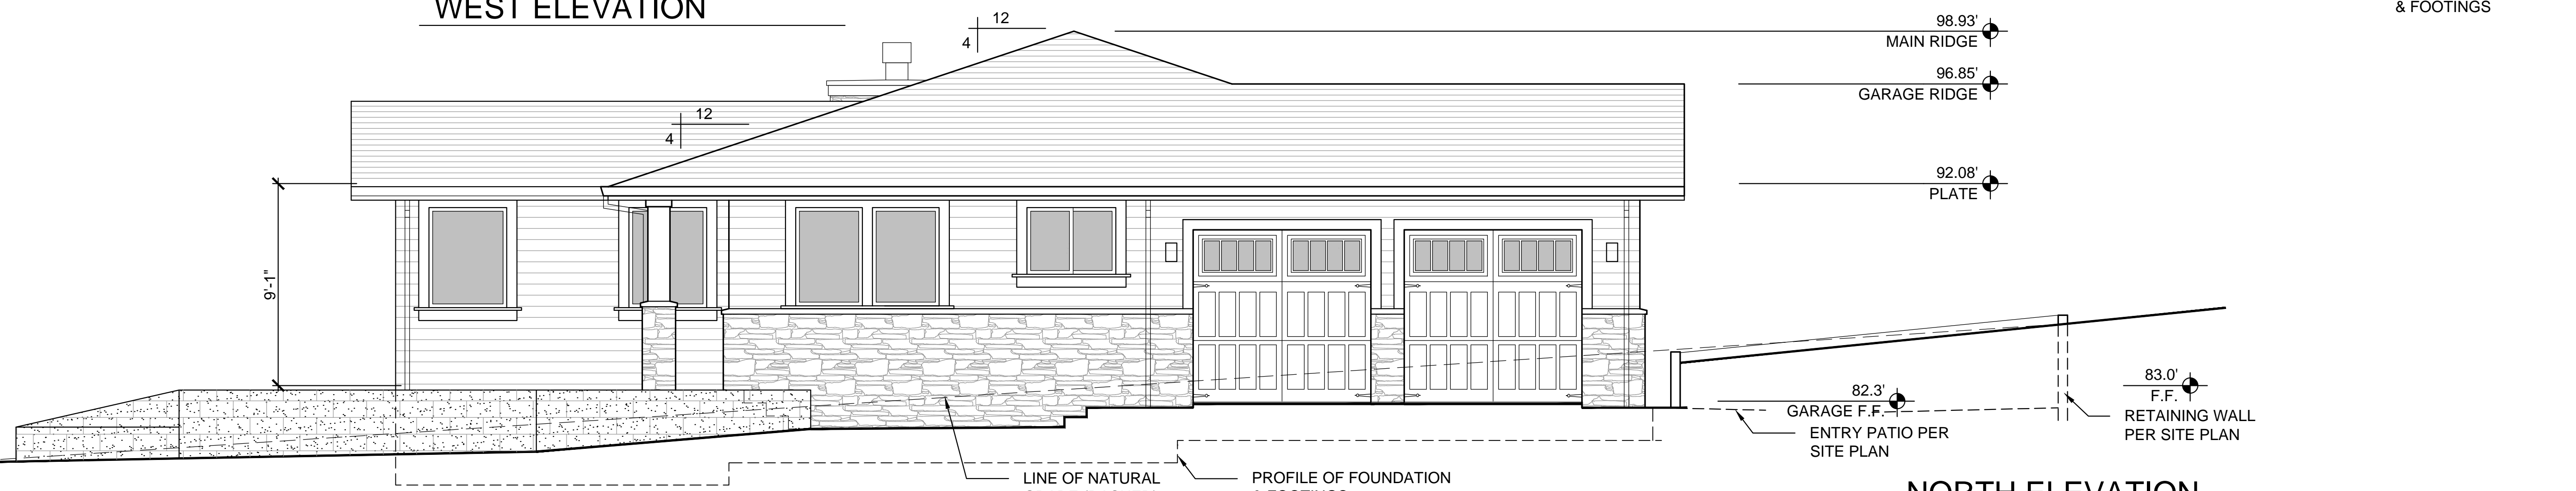 WEST ELEVATION
& FOOTINGS
12
4
98.93'
MAIN RIDGE
96.85'
GARAGE RIDGE
12
4
92.08'
PLATE
9'-1"
82.3'
GARAGE F.F.
83.0'
F.F.
RETAINING WALL
PER SITE PLAN
ENTRY PATIO PER
SITE PLAN
LINE OF NATURAL
PROFILE OF FOUNDATION
& FOOTINGS
NORTH ELEVATION